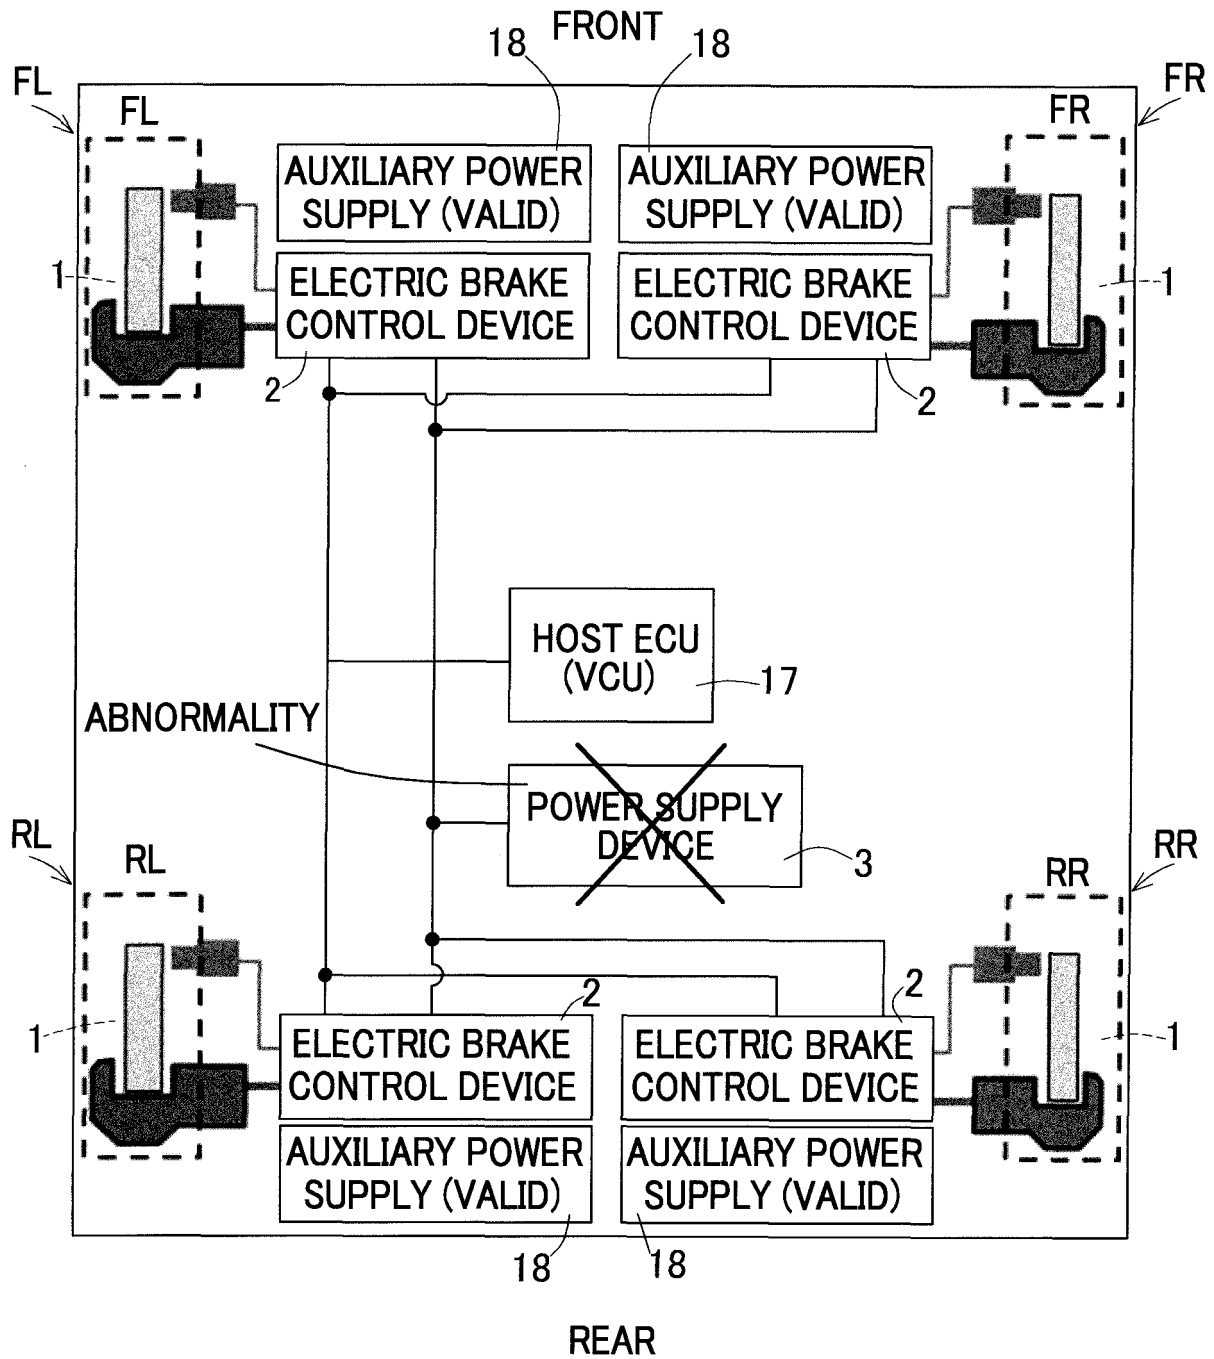 FRONT
18
18
FL
FR
FL
FR
AUXILIARY POWER
SUPPLY (VALID)
AUXILIARY POWER
SUPPLY (VALID)
1
ELECTRIC BRAKE
CONTROL DEVICE
ELECTRIC BRAKE
CONTROL DEVICE
1
2
2
HOST ECU
(VCU)
17
ABNORMALITY
POWER SUPPLY
DEVICE
3
RL
RL
RR
RR
2
2
1
ELECTRIC BRAKE
CONTROL DEVICE
ELECTRIC BRAKE
CONTROL DEVICE
1
AUXILIARY POWER
SUPPLY (VALID)
AUXILIARY POWER
SUPPLY (VALID)
18
18
REAR